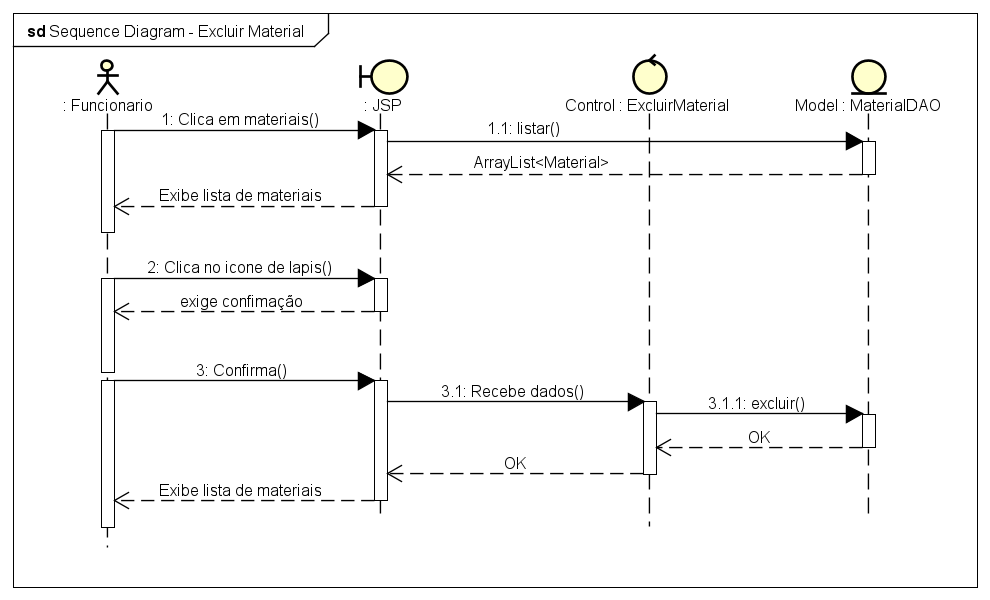 sd Sequence Diagram - Excluir Material
: Funcionario
: JSP
Control : ExcluirMaterial
Model : MaterialDAO
1: Clica em materiais()
1.1: listar()
ArrayList<Material>
Exibe lista de materiais
2: Clica no icone de lapis()
exige confimação
3: Confirma()
3.1: Recebe dados()
3.1.1: excluir()
OK
OK
Exibe lista de materiais